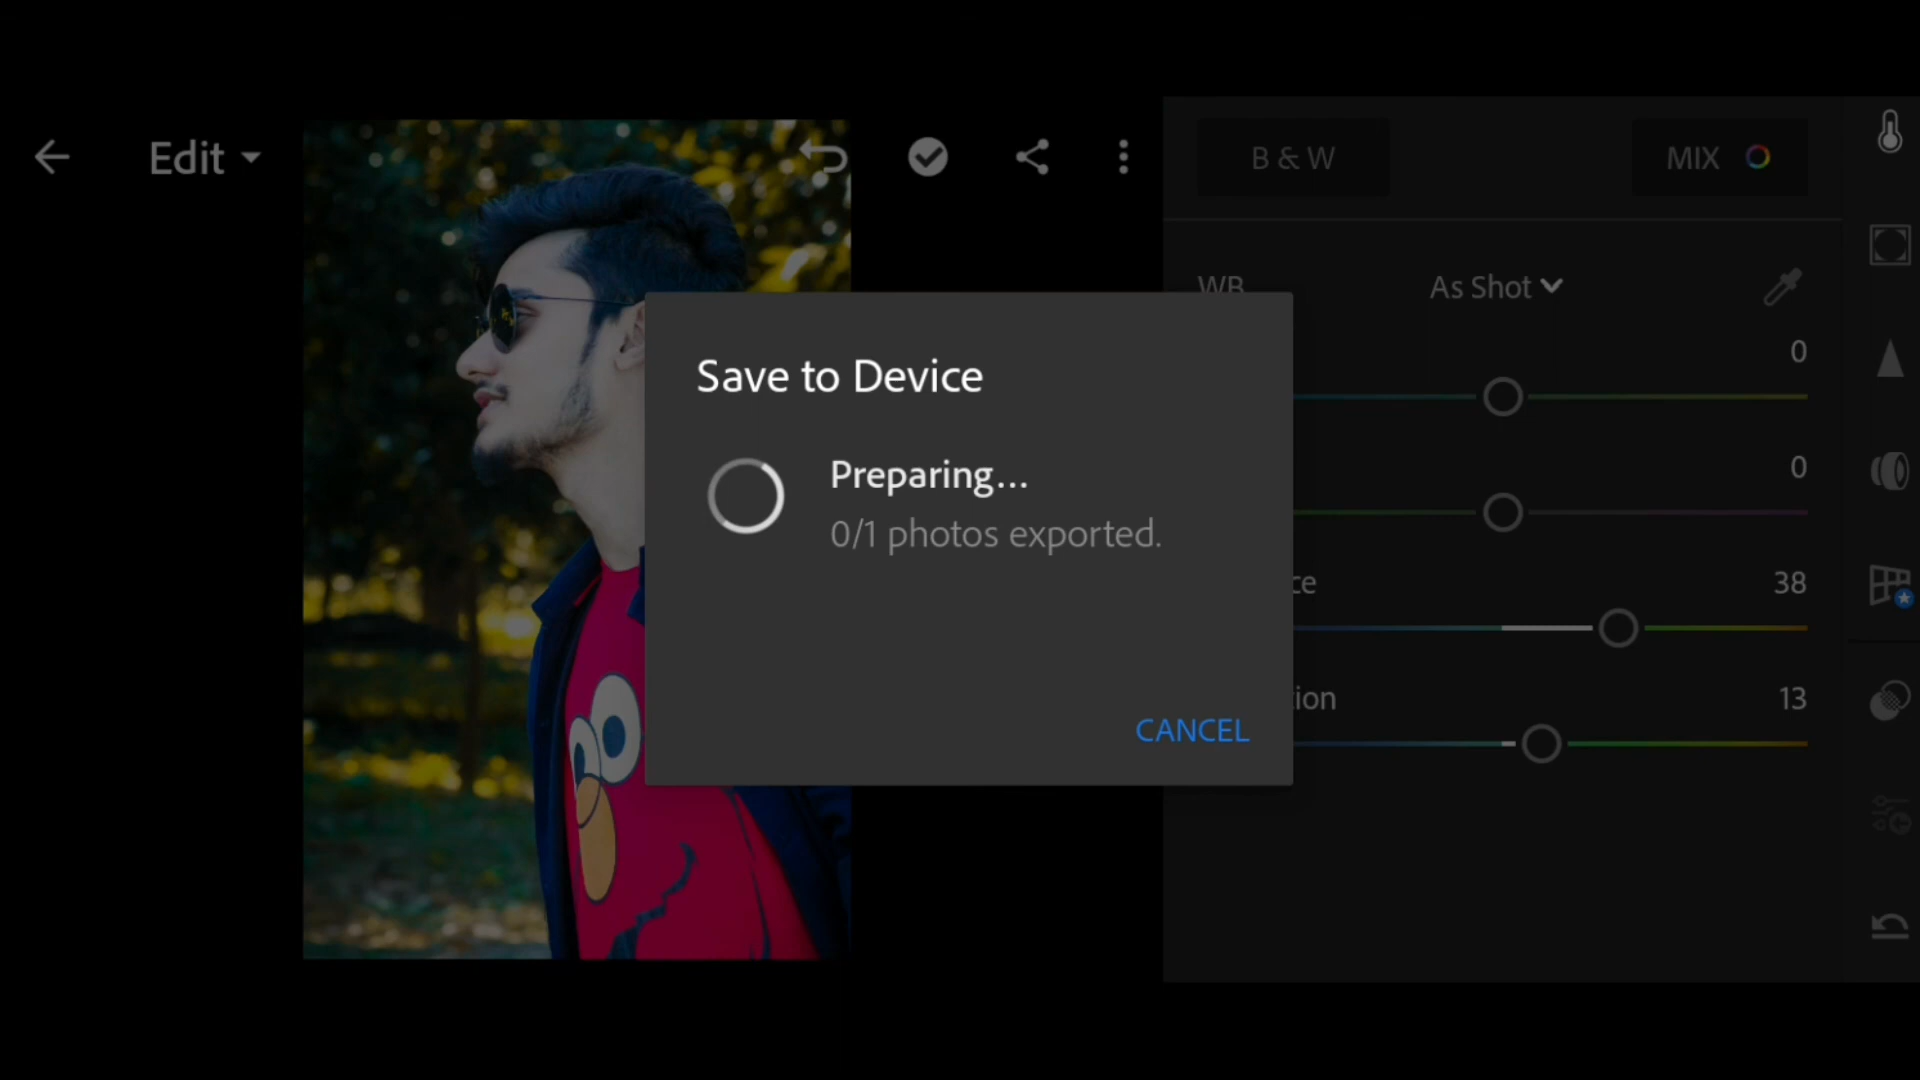 Edit
B & W
MIX
WB
As Shot
0
0
ce
38
tion
13
Save to Device
Preparing...
0/1 photos exported.
CANCEL